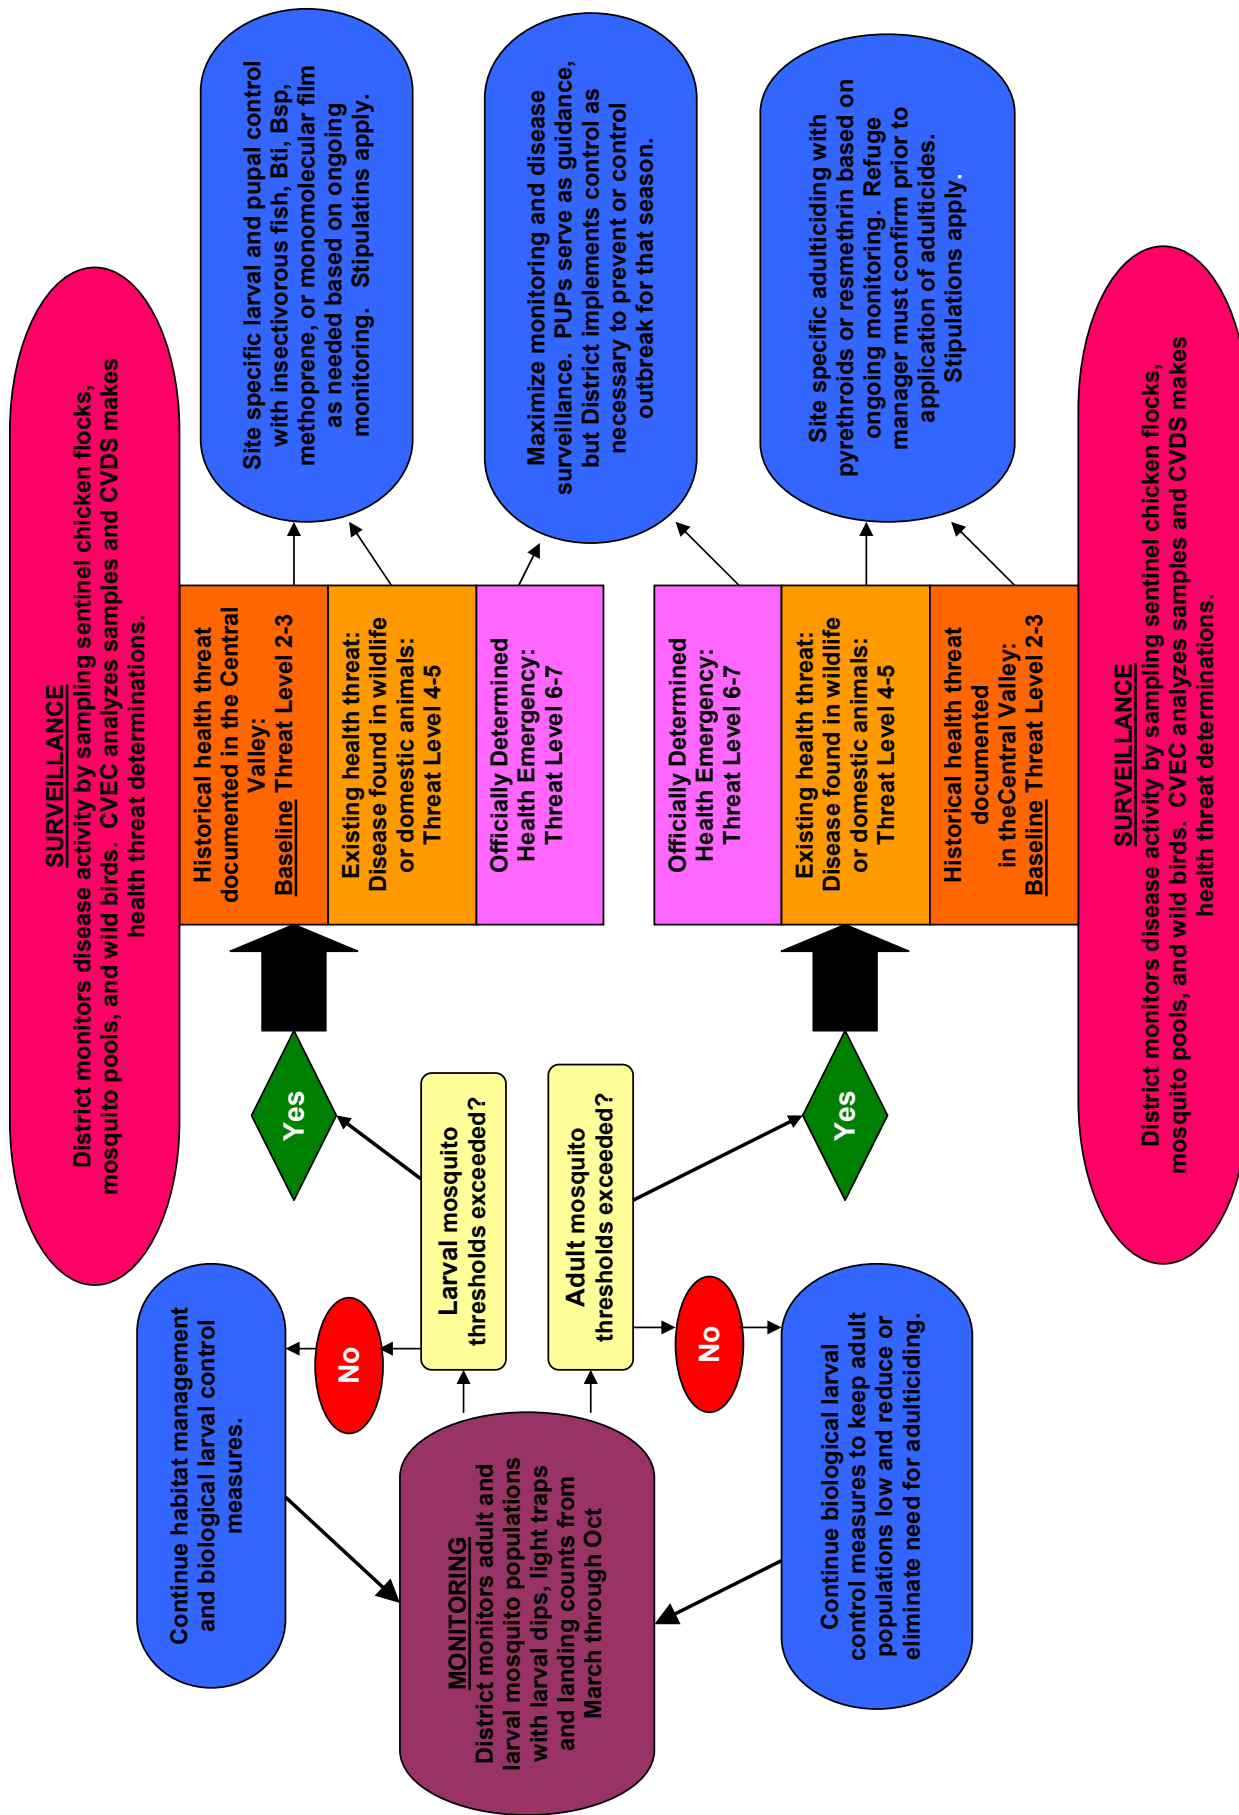 SURVEILLANCE
District monitors disease activity by sampling sentinel chicken flocks,
mosquito pools, and wild birds. CVEC analyzes samples and CVDS makes
health threat determinations.
Continue habitat management
and biological larval control
measures.
No
Larval mosquito
thresholds exceeded?
Yes
Historical health threat
documented in the Central
Valley:
Baseline Threat Level 2-3
Existing health threat:
Disease found in wildlife
or domestic animals:
Threat Level 4-5
Officially Determined
Health Emergency:
Threat Level 6-7
Site specific larval and pupal control
with insectivorous fish, Bti, Bsp,
methoprene, or monomolecular film
as needed based on ongoing
monitoring. Stipulatins apply.
MONITORING
District monitors adult and
larval mosquito populations
with larval dips, light traps
and landing counts from
March through Oct
Maximize monitoring and disease
surveillance. PUPs serve as guidance,
but District implements control as
necessary to prevent or control
outbreak for that season.
Adult mosquito
thresholds exceeded?
No
Yes
Officially Determined
Health Emergency:
Threat Level 6-7
Existing health threat:
Disease found in wildlife
or domestic animals:
Threat Level 4-5
Historical health threat
documented
in theCentral Valley:
Baseline Threat Level 2-3
Site specific adulticiding with
pyrethroids or resmethrin based on
ongoing monitoring. Refuge
manager must confirm prior to
application of adulticides.
Stipulations apply.
Continue biological larval
control measures to keep adult
populations low and reduce or
eliminate need for adulticiding.
SURVEILLANCE
District monitors disease activity by sampling sentinel chicken flocks,
mosquito pools, and wild birds. CVEC analyzes samples and CVDS makes
health threat determinations.